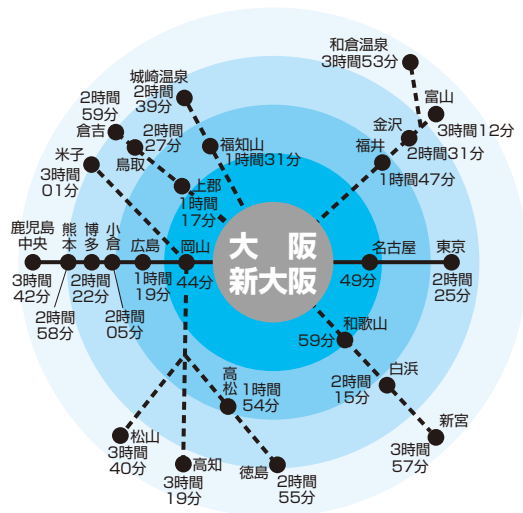 和倉温泉
3時間53分
富山
3時間12分
金沢
2時間31分
福井
1時間47分
城崎温泉
2時間
39分
福知山
1時間31分
2時間
59分
倉吉
2時間
27分
鳥取
上郡
1時間
17分
米子
3時間
01分
鹿児島
中央
3時間
42分
熊本
2時間
58分
博多
2時間
22分
小倉
2時間
05分
広島
1時間
19分
岡山
44分
大阪
新大阪
名古屋
49分
東京
2時間
25分
和歌山
59分
白浜
2時間
15分
新宮
3時間
57分
高松
1時間
54分
徳島
2時間
55分
高知
3時間
19分
松山
3時間
40分